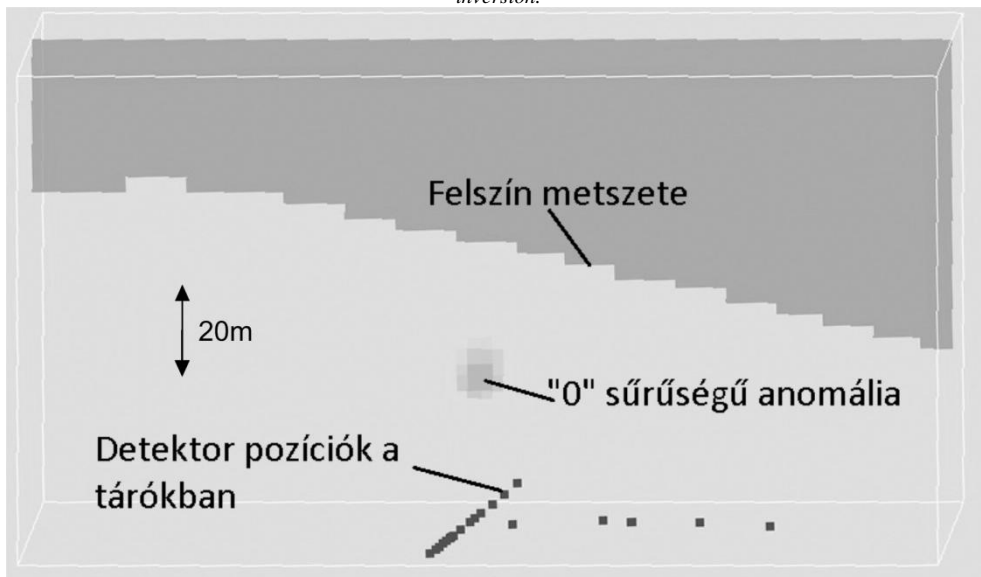 inversion.
Felszín metszete
20m
"0" sűrűségű anomália
Detektor pozíciók a
tárókban